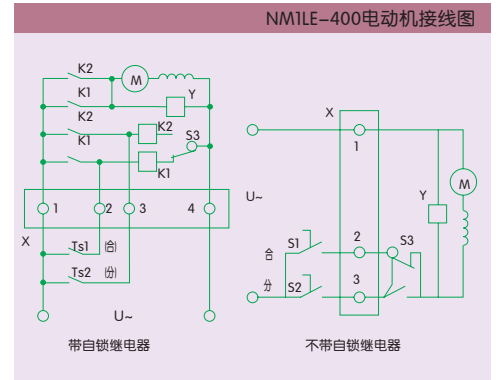 NM1LE-400电动机接线图
K2
M
K1
Y
K2
K2
S3
K1
K1
1
2
3
4
X
Ts1
合
Ts2
分
U~
带自锁继电器
X
1
U~
M
Y
合
S1
2
S3
分
S2
3
不带自锁继电器